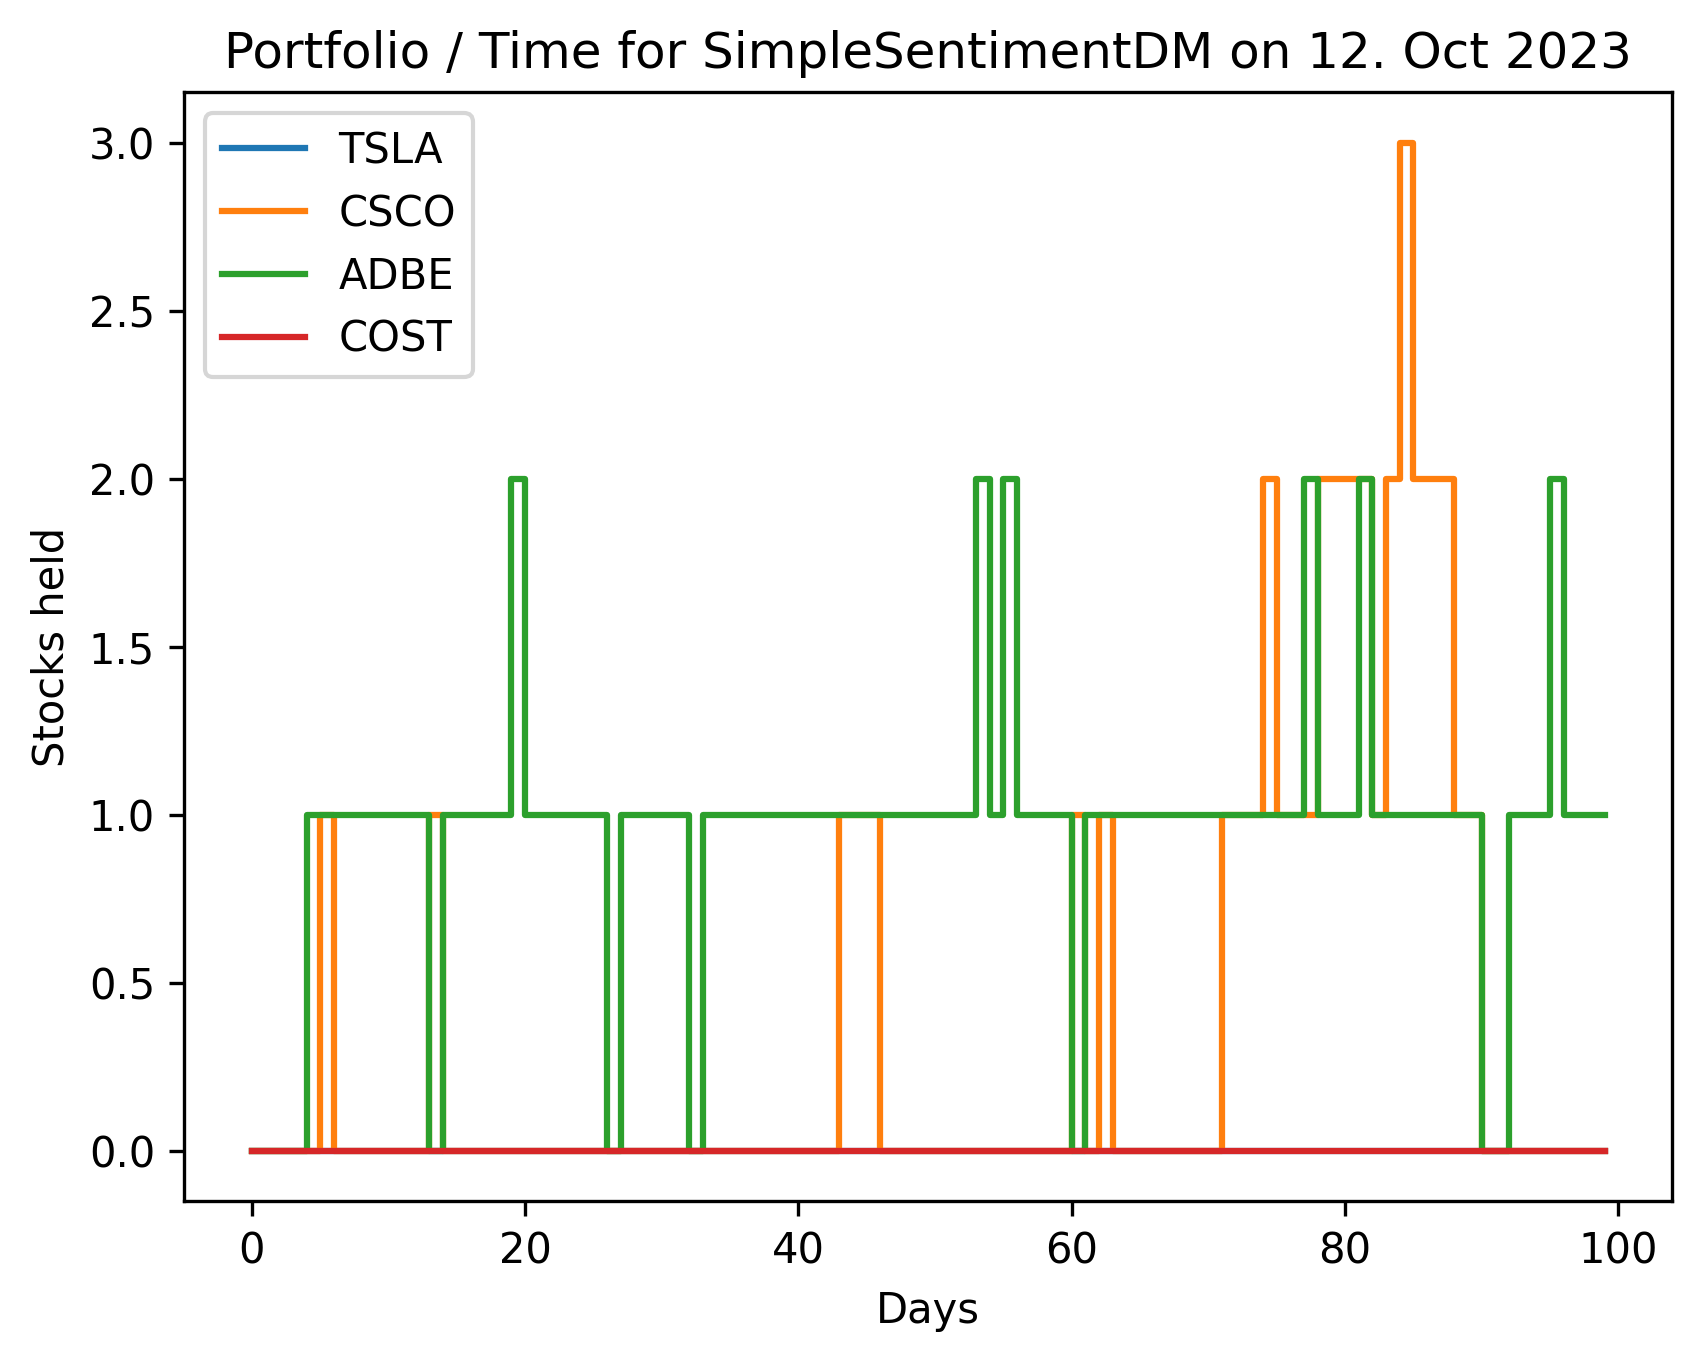 Portfolio / Time for SimpleSentimentDM on 12. Oct 2023
TSLA
CSCO
ADBE
COST
Stocks held
3.0
2.5
2.0
1.5
1.0
0.5
0.0
0 20 40 60 80 100
Days